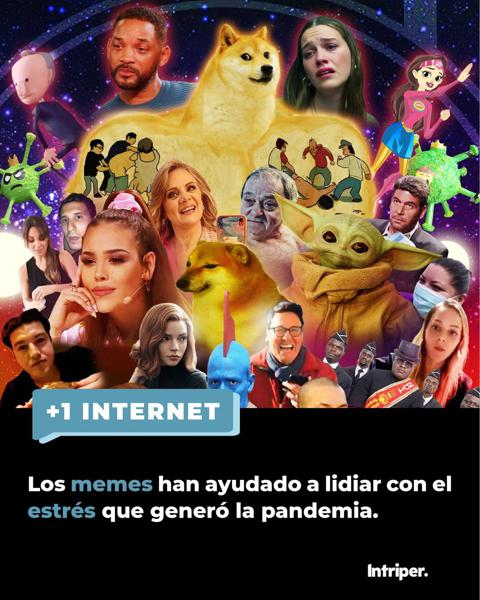 +1 INTERNET
Los memes han ayudado a lidiar con el
estrés que generó la pandemia.
Intriper.